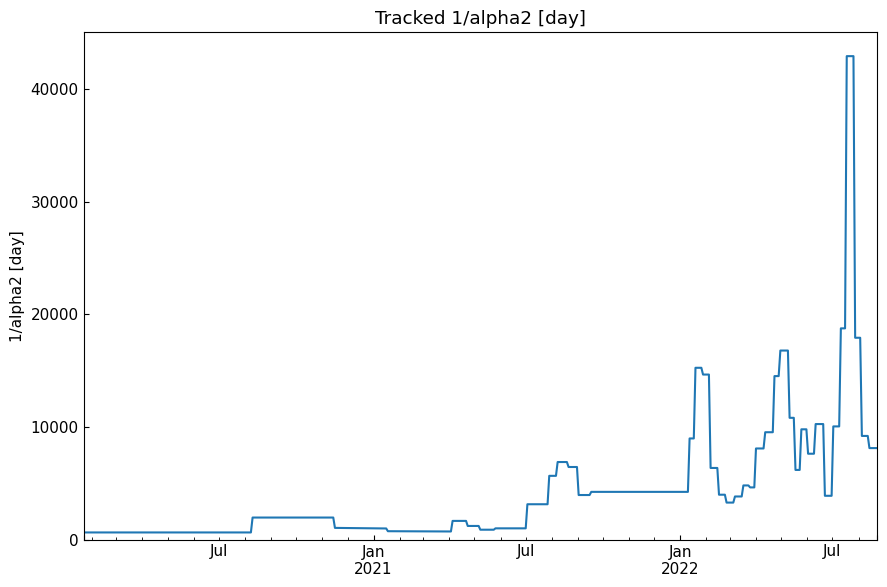 Tracked 1/alpha2 [day]
1/alpha2 [day]
40000
30000
20000
10000
0
Jul
Jan
2021
Jul
Jan
2022
Jul